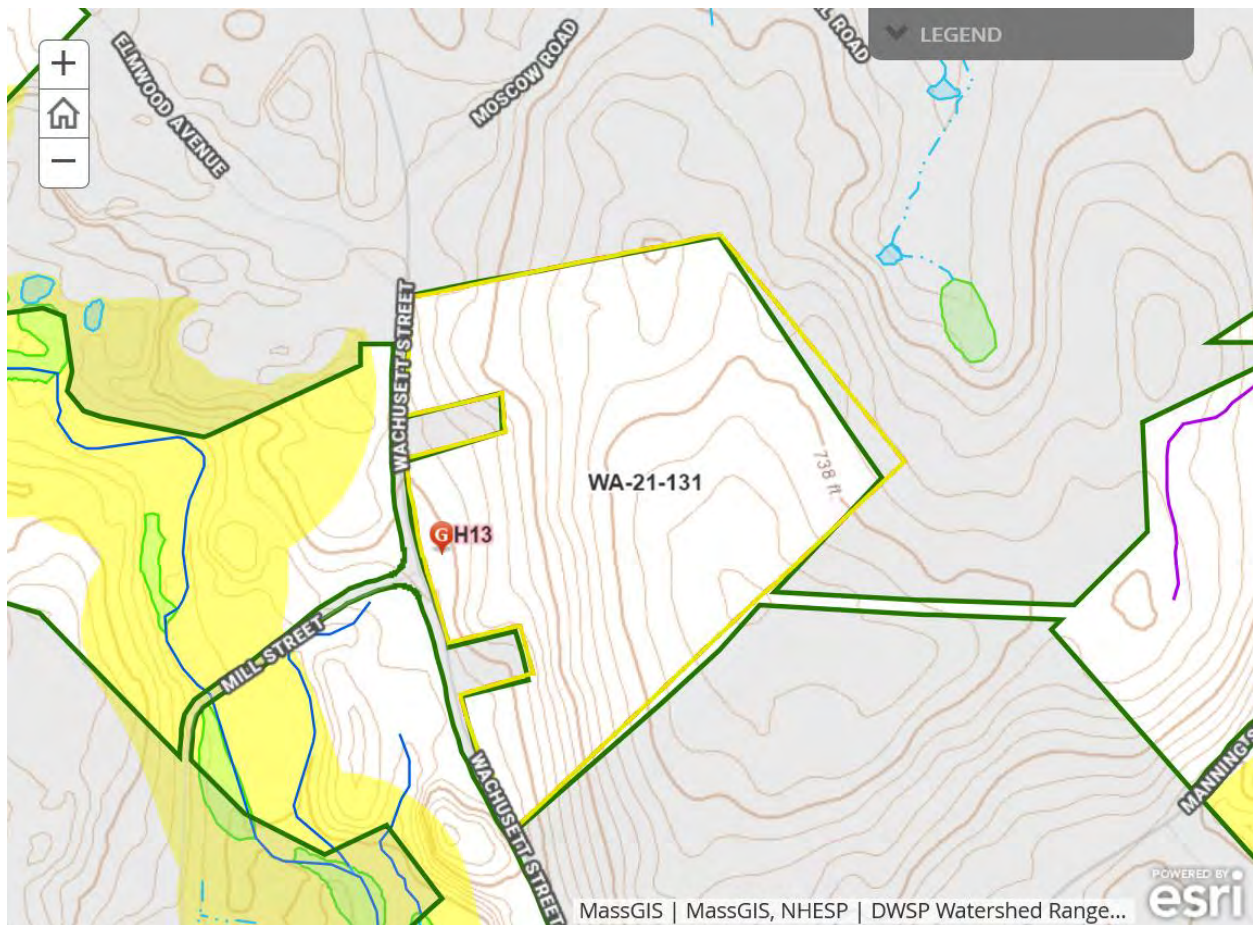 LEGEND
ELMWOOD AVENUE
MOSCOW ROAD
L ROAD
WACHUSETT STREET
WA-21-131
738 ft.
G
H13
MILL STREET
WACHUSETT STREET
MANNING S
MassGIS | MassGIS, NHESP | DWSP Watershed Range...
POWERED BY
esri